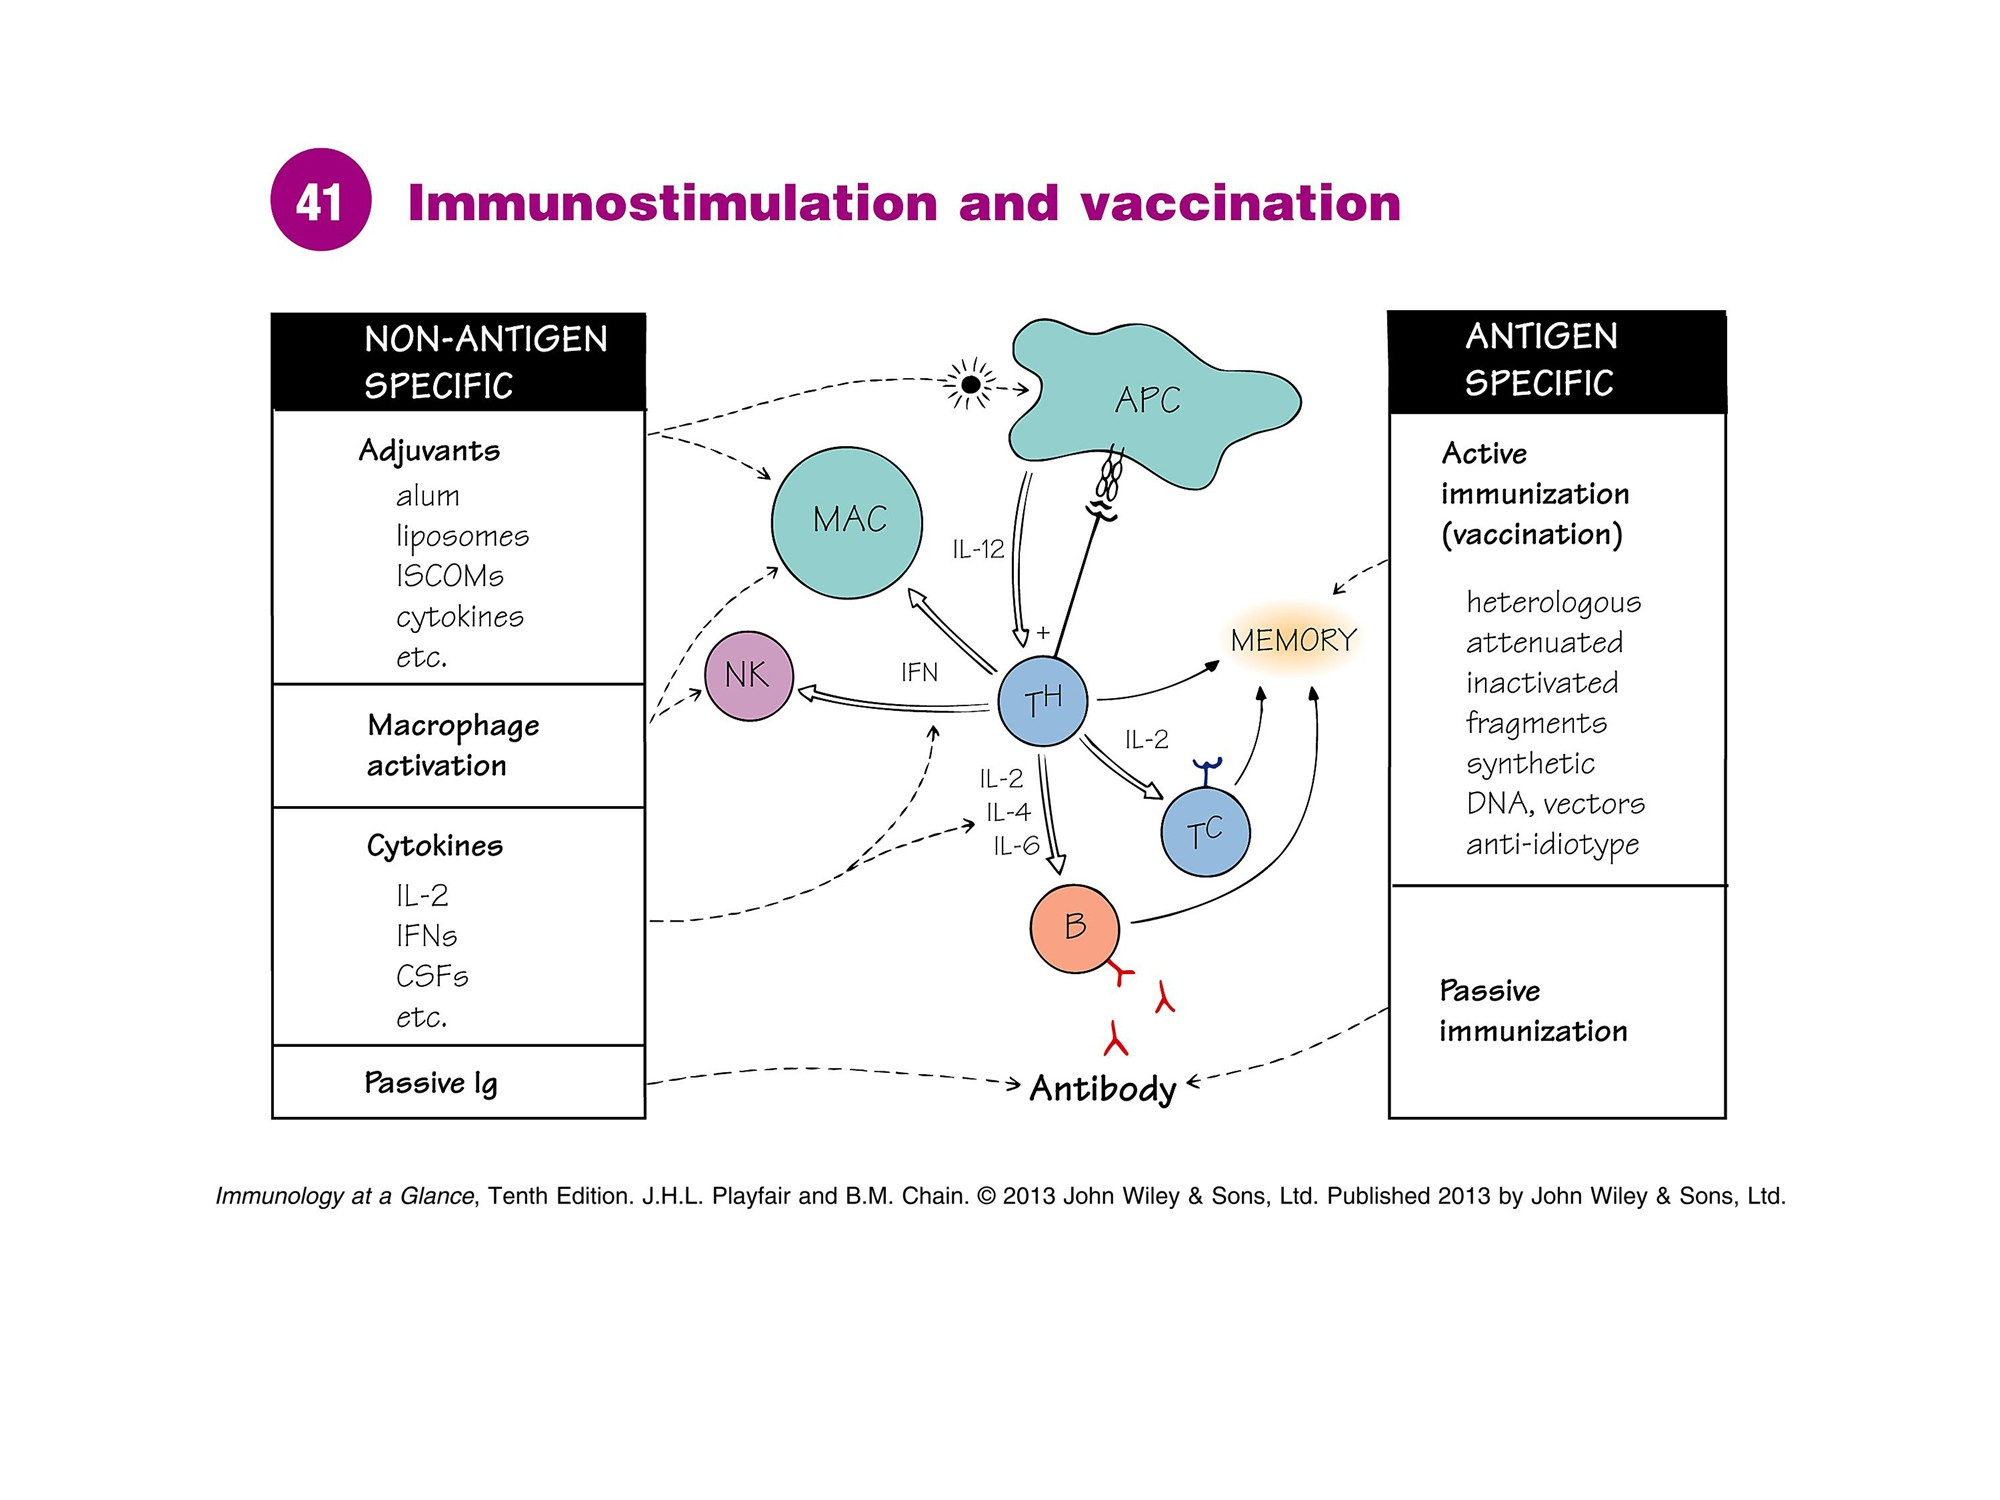 41
Immunostimulation and vaccination
NON-ANTIGEN
SPECIFIC
Adjuvants
alum
liposomes
ISCOMs
cytokines
etc.
Macrophage
activation
Cytokines
IL-2
IFNs
CSFs
etc.
Passive Ig
APC
MAC
IL-12
+
NK
IFN
TH
MEMORY
IL-2
IL-2
IL-4
IL-6
TC
B
Antibody
ANTIGEN
SPECIFIC
Active
immunization
(vaccination)
heterologous
attenuated
inactivated
fragments
synthetic
DNA, vectors
anti-idiotype
Passive
immunization
Immunology at a Glance, Tenth Edition. J.H.L. Playfair and B.M. Chain. © 2013 John Wiley & Sons, Ltd. Published 2013 by John Wiley & Sons, Ltd.